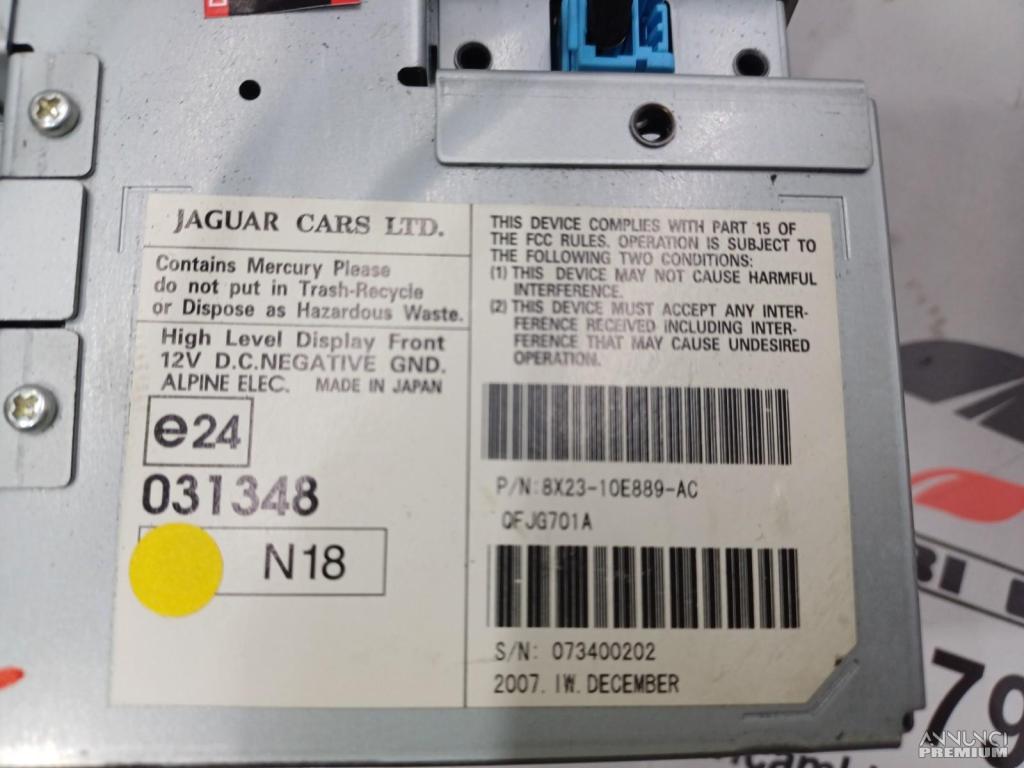 JAGUAR CARS LTD.
Contains Mercury Please
do not put in Trash-Recycle
or Dispose as Hazardous Waste.
High Level Display Front
12V D.C.NEGATIVE GND.
ALPINE ELEC. MADE IN JAPAN
e24
031348
N18
THIS DEVICE COMPLIES WITH PART 15 OF
THE FCC RULES. OPERATION IS SUBJECT TO
THE FOLLOWING TWO CONDITIONS:
(1) THIS DEVICE MAY NOT CAUSE HARMFUL
INTERFERENCE.
(2) THIS DEVICE MUST ACCEPT ANY INTER-
FERENCE RECEIVED INCLUDING INTER-
FERENCE THAT MAY CAUSE UNDESIRED
OPERATION.
P/N:8X23-10E889-AC
QFJG701A
S/N: 073400202
2007. IW. DECEMBER
79
ANNUNCI
PREMIUM